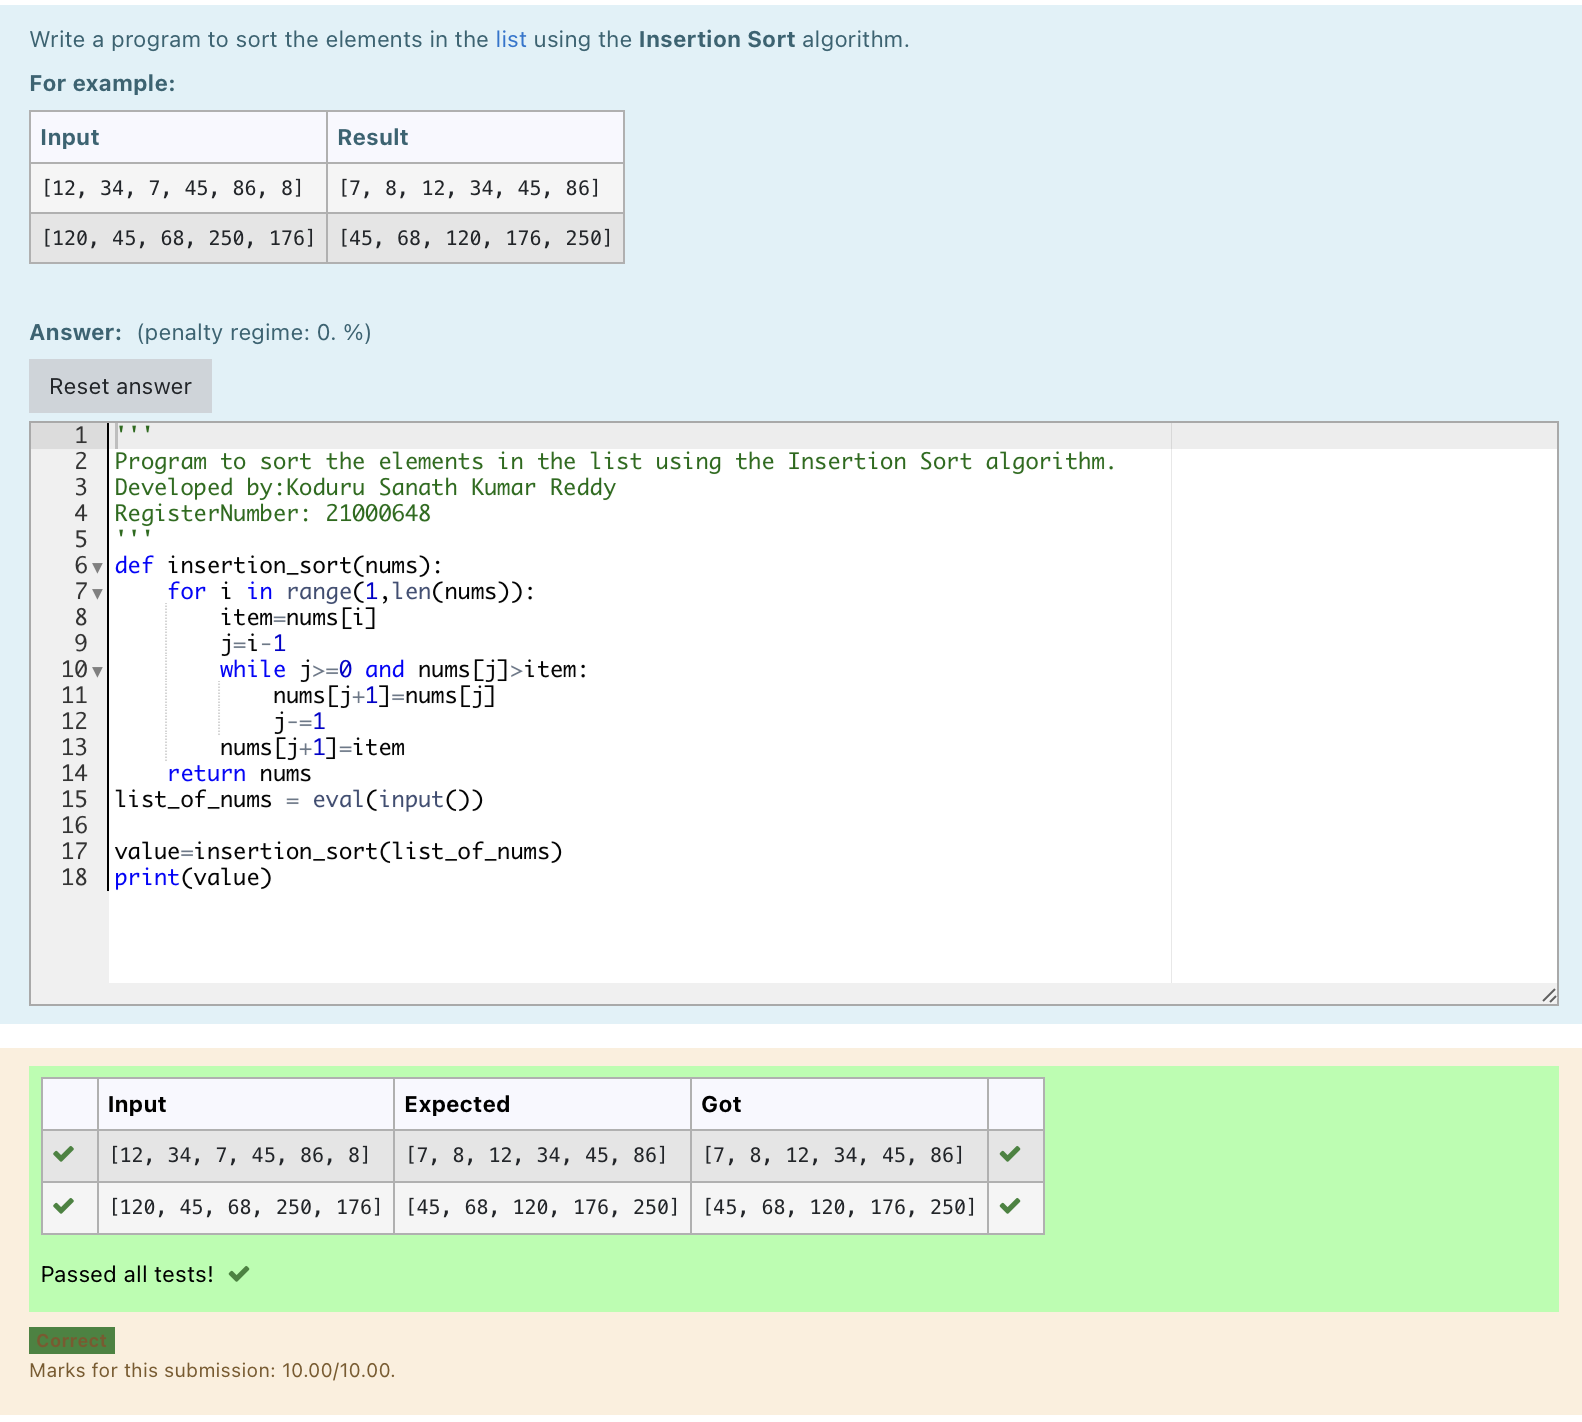 Write a program to sort the elements in the list using the Insertion Sort algorithm.
For example:
Input Result
[12, 34, 7, 45, 86, 8] [7, 8, 12, 34, 45, 86]
[120, 45, 68, 250, 176] [45, 68, 120, 176, 250]
Answer: (penalty regime: 0. %)
Reset answer
1 '''
2 Program to sort the elements in the list using the Insertion Sort algorithm.
3 Developed by:Koduru Sanath Kumar Reddy
4 RegisterNumber: 21000648
5 '''
6 def insertion_sort(nums):
7     for i in range(1,len(nums)):
8         item=nums[i]
9         j=i-1
10         while j>=0 and nums[j]>item:
11             nums[j+1]=nums[j]
12             j-=1
13         nums[j+1]=item
14     return nums
15 list_of_nums = eval(input())
16
17 value=insertion_sort(list_of_nums)
18 print(value)
Input Expected Got
[12, 34, 7, 45, 86, 8] [7, 8, 12, 34, 45, 86] [7, 8, 12, 34, 45, 86]
[120, 45, 68, 250, 176] [45, 68, 120, 176, 250] [45, 68, 120, 176, 250]
Passed all tests!
Correct
Marks for this submission: 10.00/10.00.